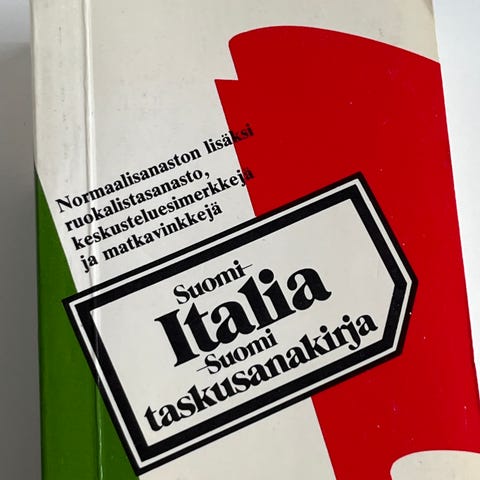 Normaalisanaston lisäksi
ruokalistasanasto,
keskusteluesimerkkejä
ja matkavinkkejä
Suomi–
Italia
–Suomi
taskusanakirja